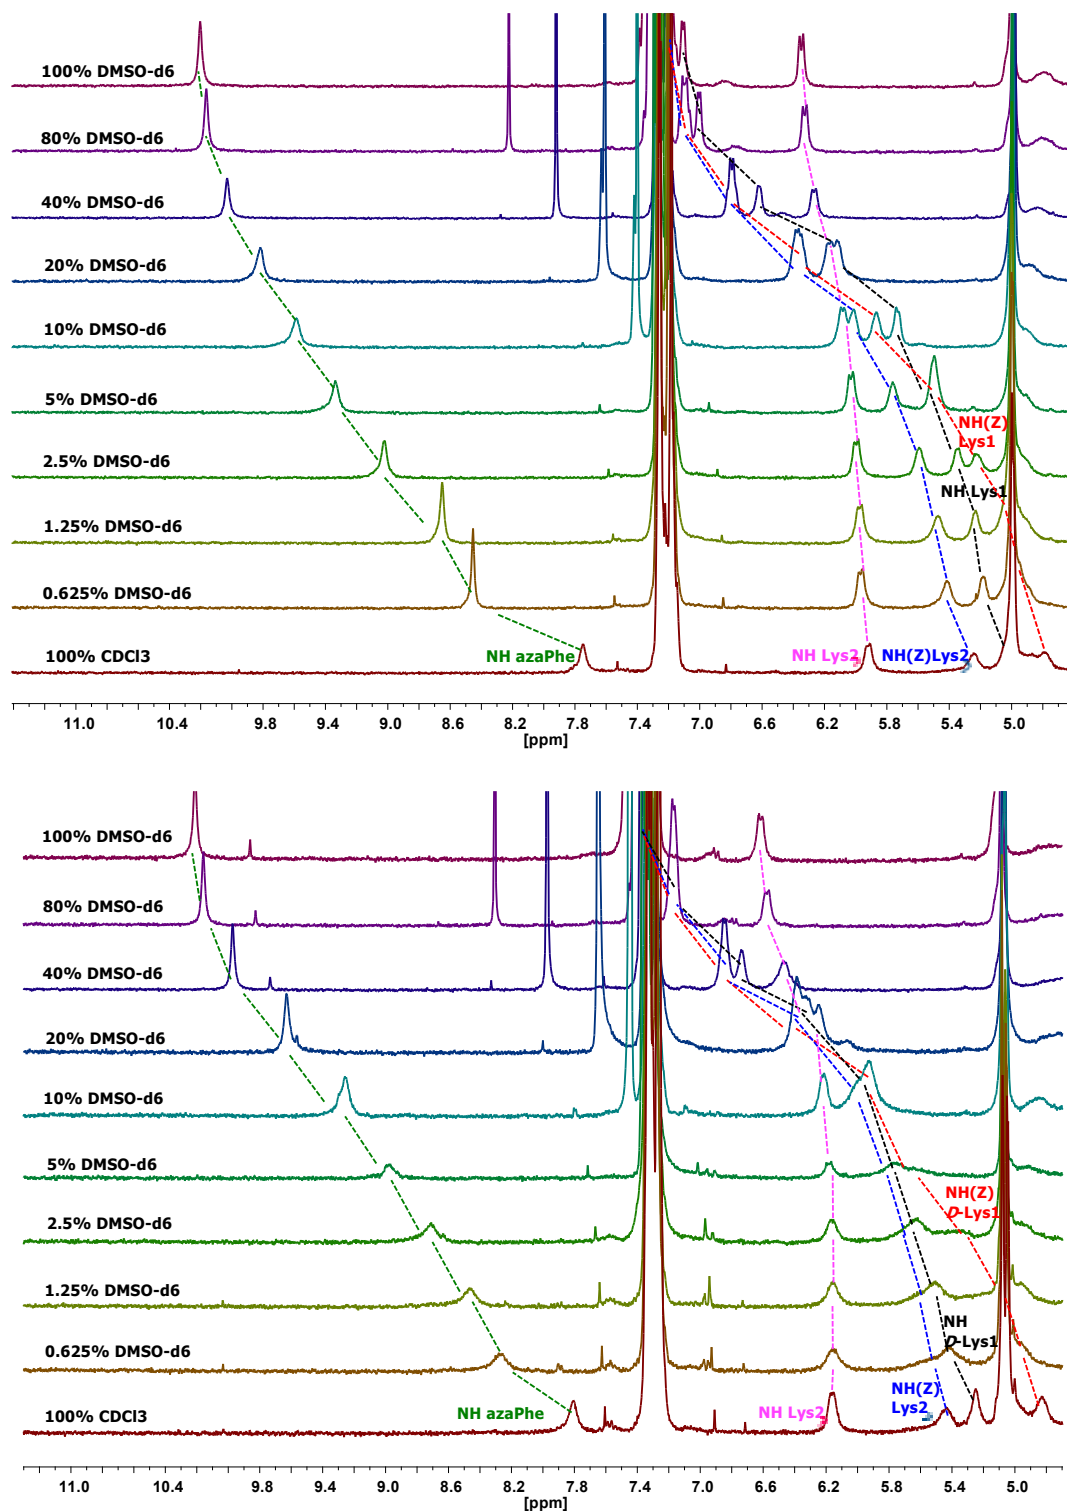 100% DMSO-d6
80% DMSO-d6
40% DMSO-d6
20% DMSO-d6
10% DMSO-d6
5% DMSO-d6
NH(Z)
Lys1
2.5% DMSO-d6
NH Lys1
1.25% DMSO-d6
0.625% DMSO-d6
100% CDCl3
NH azaPhe
NH Lys2
NH(Z)Lys2
11.0 10.4 9.8 9.0 8.6 8.2 7.8 7.4 7.0 6.6 6.2 5.8 5.4 5.0
[ppm]
100% DMSO-d6
80% DMSO-d6
40% DMSO-d6
20% DMSO-d6
10% DMSO-d6
5% DMSO-d6
NH(Z)
D-Lys1
2.5% DMSO-d6
1.25% DMSO-d6
NH
D-Lys1
0.625% DMSO-d6
NH(Z)
Lys2
100% CDCl3
NH azaPhe
NH Lys2
11.0 10.4 9.8 9.0 8.6 8.2 7.8 7.4 7.0 6.6 6.2 5.8 5.4 5.0
[ppm]